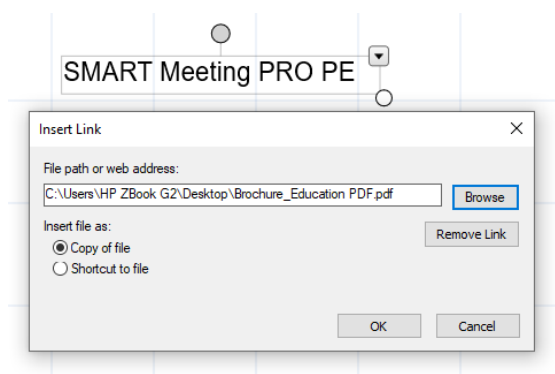 SMART Meeting PRO PE
Insert Link
File path or web address:
C:\Users\HP ZBook G2\Desktop\Brochure_Education PDF.pdf
Browse
Insert file as:
Remove Link
Copy of file
Shortcut to file
OK
Cancel